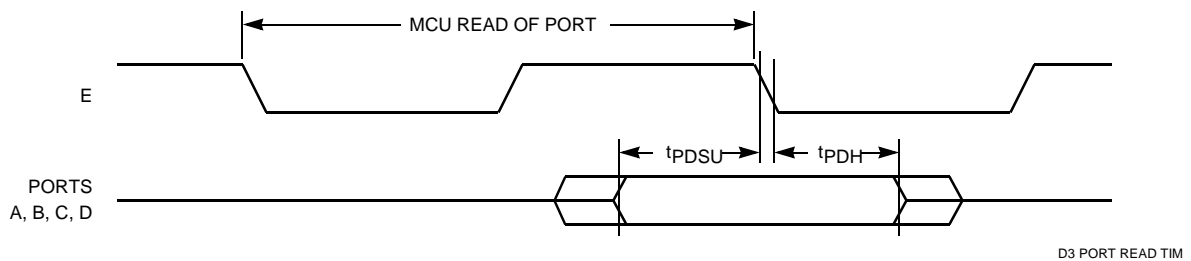 MCU READ OF PORT
E
tPDSU
tPDH
PORTS
A, B, C, D
D3 PORT READ TIM